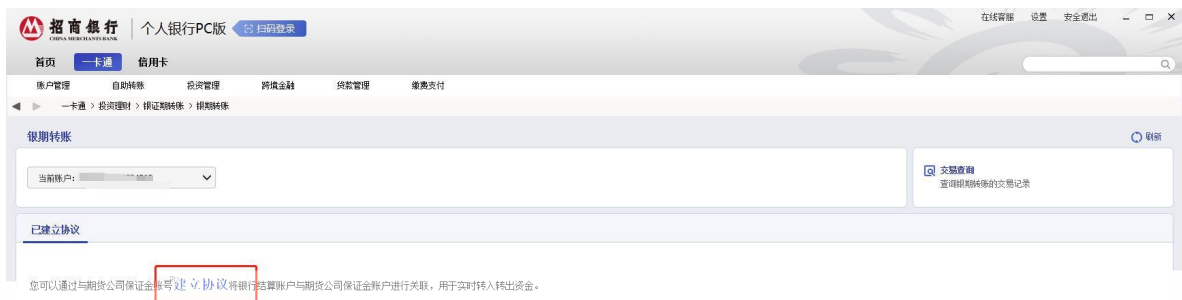 招商银行 个人银行PC版 扫码登录 在线客服 设置 安全退出
CHINA MERCHANTS BANK
首页 一卡通 信用卡
账户管理 自助转账 投资管理 跨境金融 贷款管理 缴费支付
一卡通 > 投资理财 > 银证期转账 > 银期转账
银期转账 刷新
当前账户:
交易查询
查询银期转账的交易记录
已建立协议
您可以通过与期货公司保证金账号建立协议将银行结算账户与期货公司保证金账户进行关联，用于实时转入转出资金。